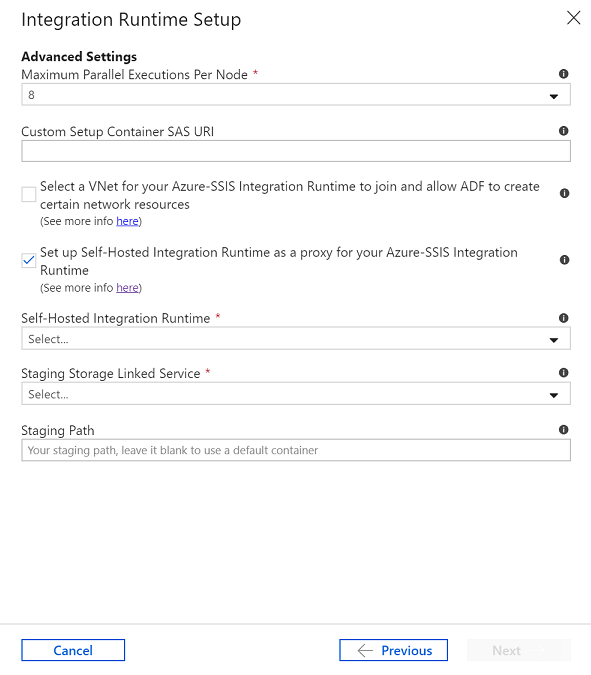 Integration Runtime Setup
Advanced Settings
Maximum Parallel Executions Per Node *
8
Custom Setup Container SAS URI
Select a VNet for your Azure-SSIS Integration Runtime to join and allow ADF to create
certain network resources
(See more info here)
Set up Self-Hosted Integration Runtime as a proxy for your Azure-SSIS Integration
Runtime
(See more info here)
Self-Hosted Integration Runtime *
Select...
Staging Storage Linked Service *
Select...
Staging Path
Your staging path, leave it blank to use a default container
Cancel
Previous
Next